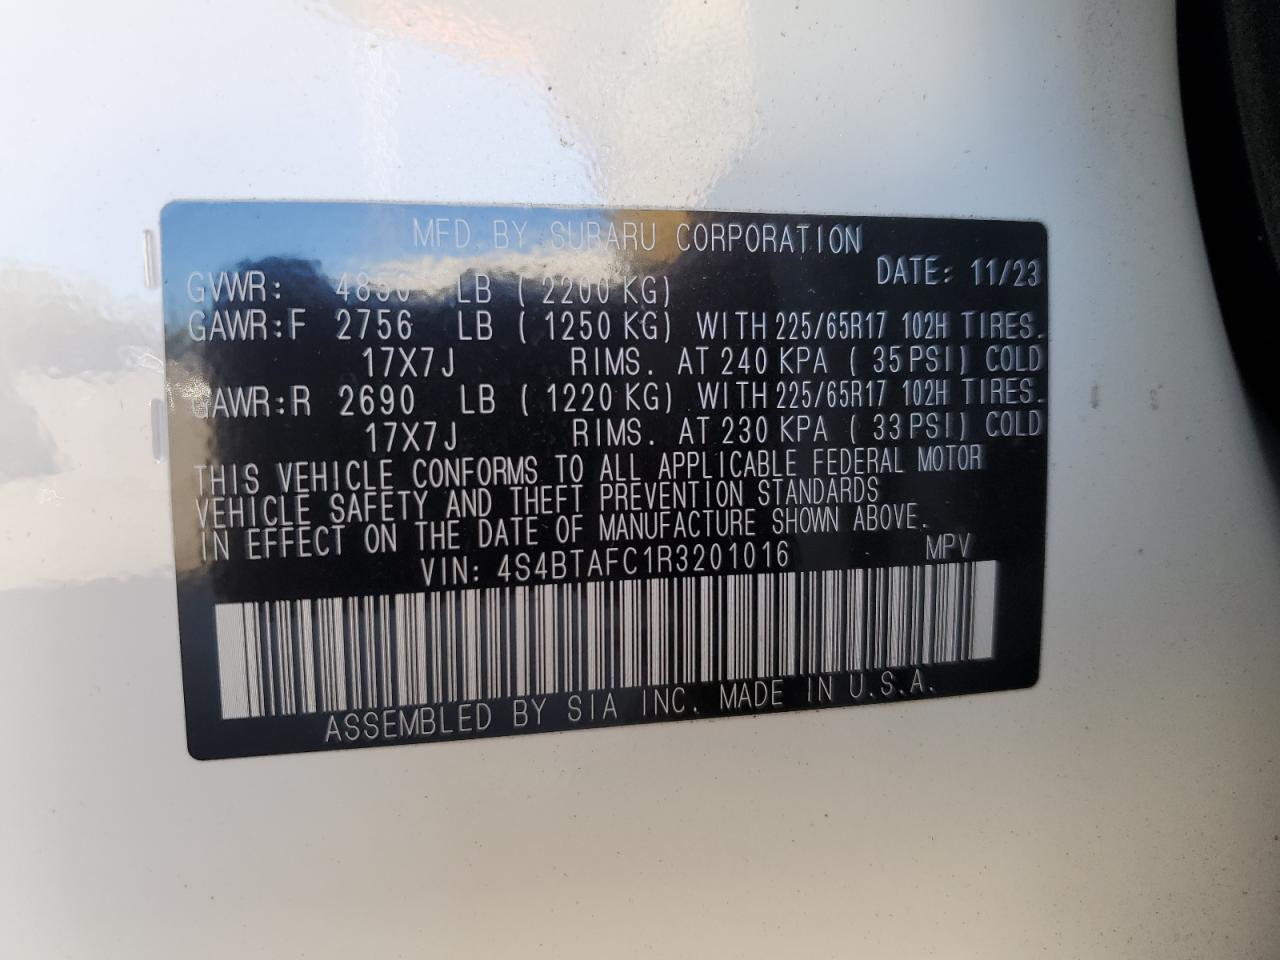 MFD. BY SUBARU CORPORATION
DATE: 11/23
GVWR: 4850 LB ( 2200 KG)
GAWR:F 2756 LB ( 1250 KG) WITH 225/65R17 102H TIRES.
17X7J RIMS. AT 240 KPA ( 35 PSI) COLD
GAWR:R 2690 LB ( 1220 KG) WITH 225/65R17 102H TIRES.
17X7J RIMS. AT 230 KPA ( 33 PSI) COLD
THIS VEHICLE CONFORMS TO ALL APPLICABLE FEDERAL MOTOR
VEHICLE SAFETY AND THEFT PREVENTION STANDARDS
IN EFFECT ON THE DATE OF MANUFACTURE SHOWN ABOVE.
VIN: 4S4BTAFC1R3201016 MPV
ASSEMBLED BY SIA INC. MADE IN U.S.A.